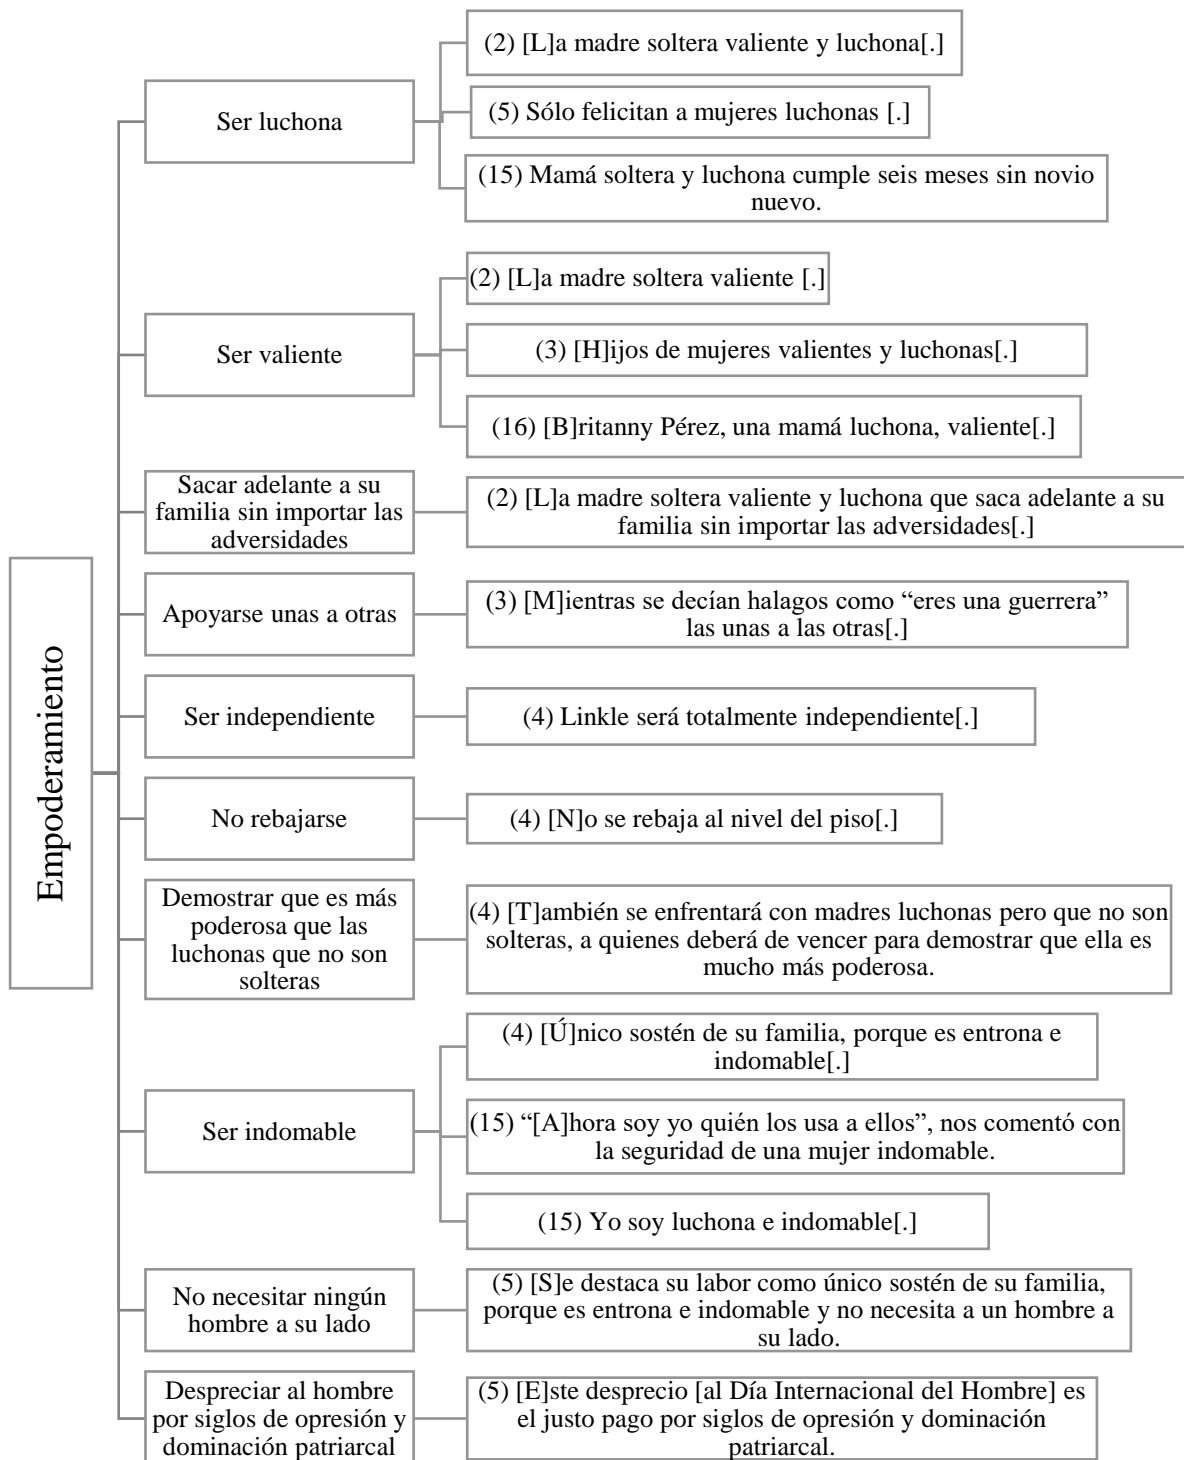 Empoderamiento
Ser luchona
(2) [L]a madre soltera valiente y luchona[.]
(5) Sólo felicitan a mujeres luchonas [.]
(15) Mamá soltera y luchona cumple seis meses sin novio
nuevo.
Ser valiente
(2) [L]a madre soltera valiente [.]
(3) [H]ijos de mujeres valientes y luchonas[.]
(16) [B]ritanny Pérez, una mamá luchona, valiente[.]
Sacar adelante a su
familia sin importar las
adversidades
(2) [L]a madre soltera valiente y luchona que saca adelante a su
familia sin importar las adversidades[.]
Apoyarse unas a otras
(3) [M]ientras se decían halagos como “eres una guerrera”
las unas a las otras[.]
Ser independiente
(4) Linkle será totalmente independiente[.]
No rebajarse
(4) [N]o se rebaja al nivel del piso[.]
Demostrar que es más
poderosa que las
luchonas que no son
solteras
(4) [T]ambién se enfrentará con madres luchonas pero que no son
solteras, a quienes deberá de vencer para demostrar que ella es
mucho más poderosa.
Ser indomable
(4) [Ú]nico sostén de su familia, porque es entrona e
indomable[.]
(15) “[A]hora soy yo quién los usa a ellos”, nos comentó con
la seguridad de una mujer indomable.
(15) Yo soy luchona e indomable[.]
No necesitar ningún
hombre a su lado
(5) [S]e destaca su labor como único sostén de su familia,
porque es entrona e indomable y no necesita a un hombre a
su lado.
Despreciar al hombre
por siglos de opresión y
dominación patriarcal
(5) [E]ste desprecio [al Día Internacional del Hombre] es
el justo pago por siglos de opresión y dominación
patriarcal.